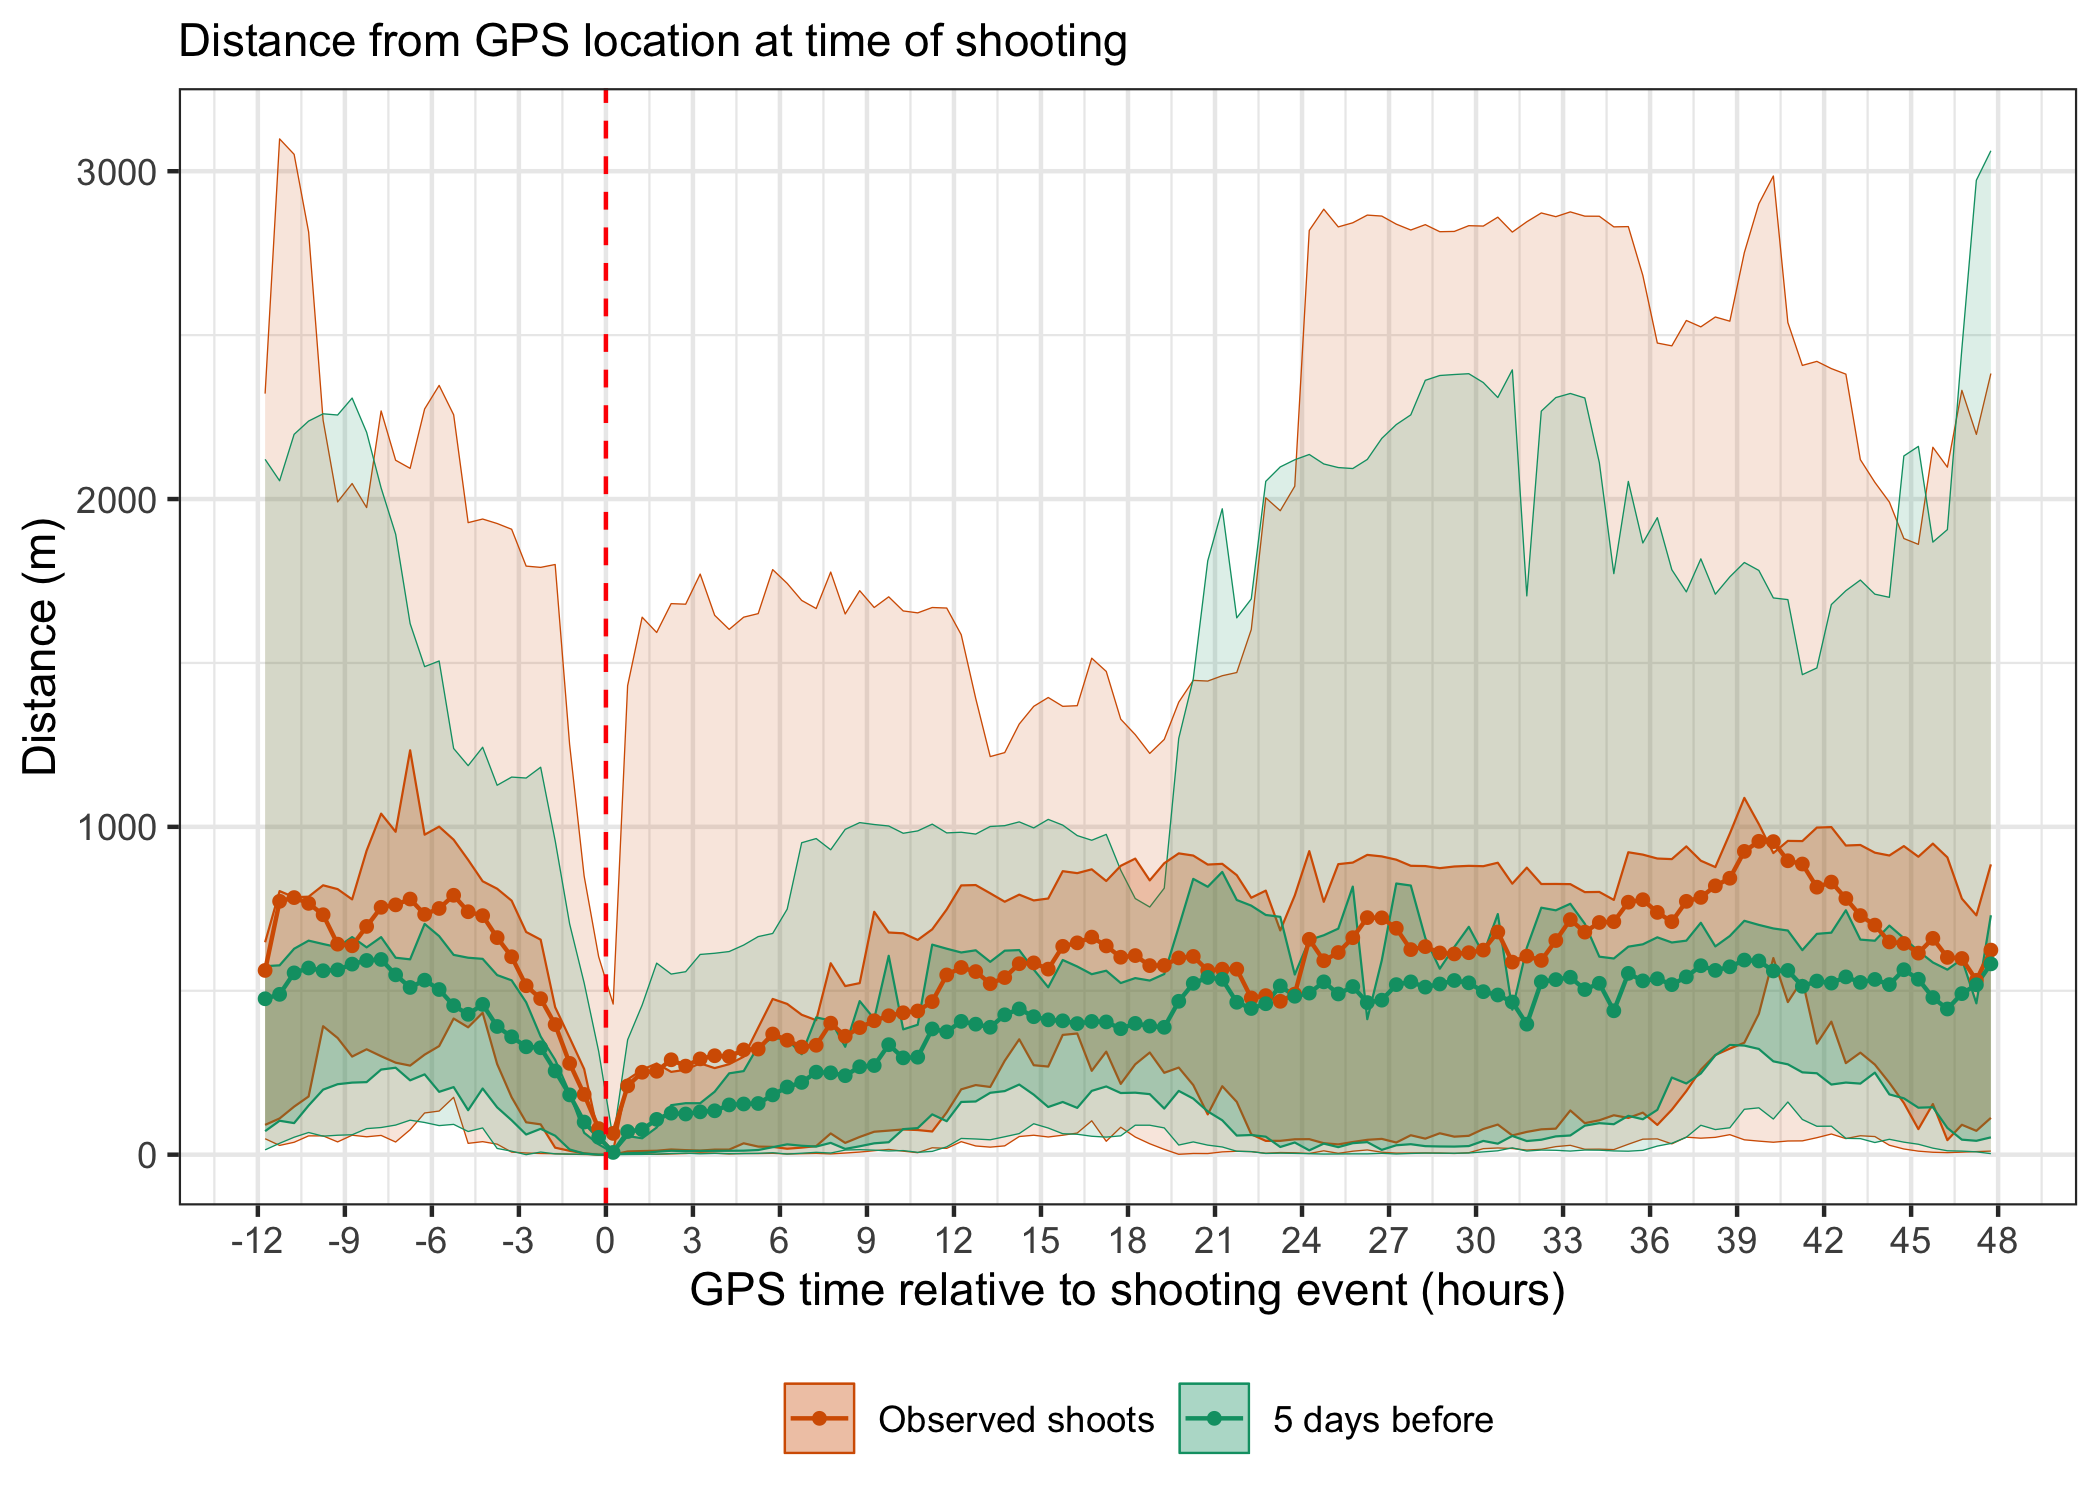 Distance from GPS location at time of shooting
Distance (m)
3000
2000
1000
0
-12 -9 -6 -3 0 3 6 9 12 15 18 21 24 27 30 33 36 39 42 45 48
GPS time relative to shooting event (hours)
Observed shoots 5 days before